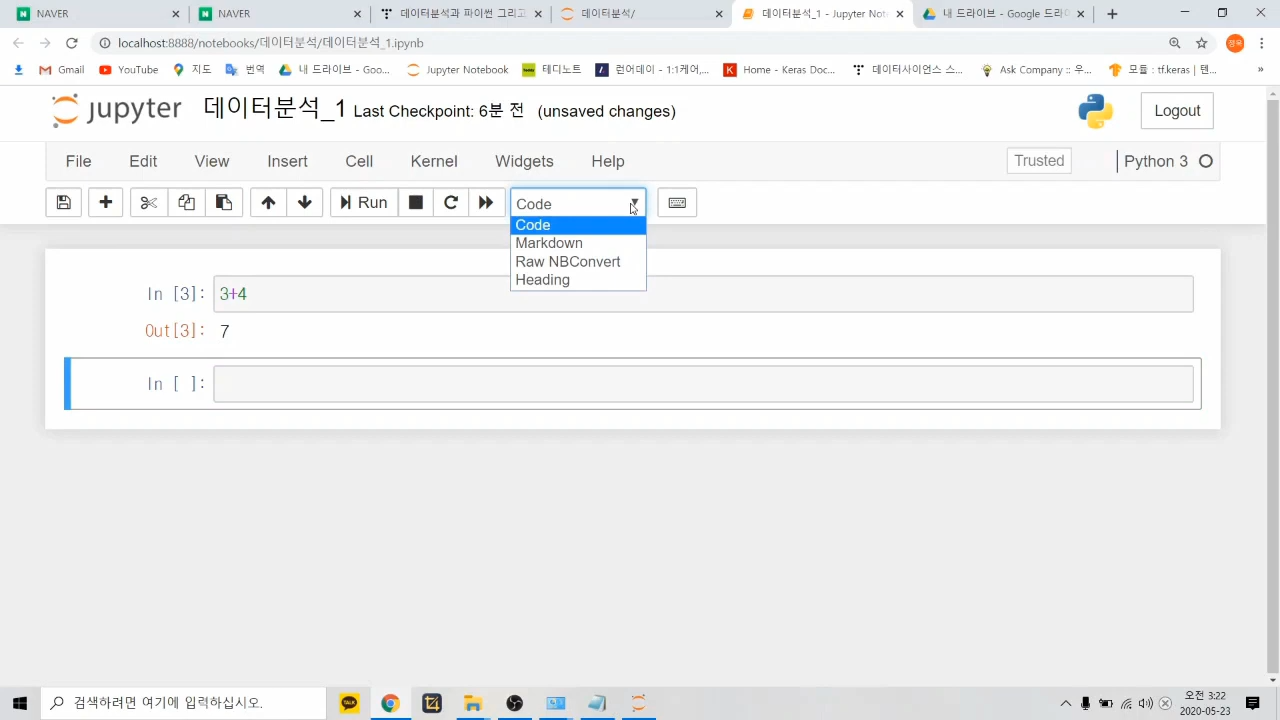 NAVER
NAVER
데이터분석과 파이썬 그리고
데이터분석/
데이터분석_1 - Jupyter Not
내 드라이브 - Google 드라이
localhost:8888/notebooks/데이터분석/데이터분석_1.ipynb
Gmail YouTube 지도 번역 내 드라이브 - Goo... Jupyter Notebook 테디노트 런어데이 - 1:1케어,... Home - Keras Doc... 데이터사이언스 스... Ask Company :: 우... 모듈 : tf.keras | 텐...
jupyter 데이터분석_1 Last Checkpoint: 6분 전 (unsaved changes) Logout
File Edit View Insert Cell Kernel Widgets Help Trusted Python 3
Run Code
Code
Markdown
Raw NBConvert
Heading
In [3]: 3+4
Out[3]: 7
In [ ]:
검색하려면 여기에 입력하십시오.
TALK
오전 3:22
2020-05-23